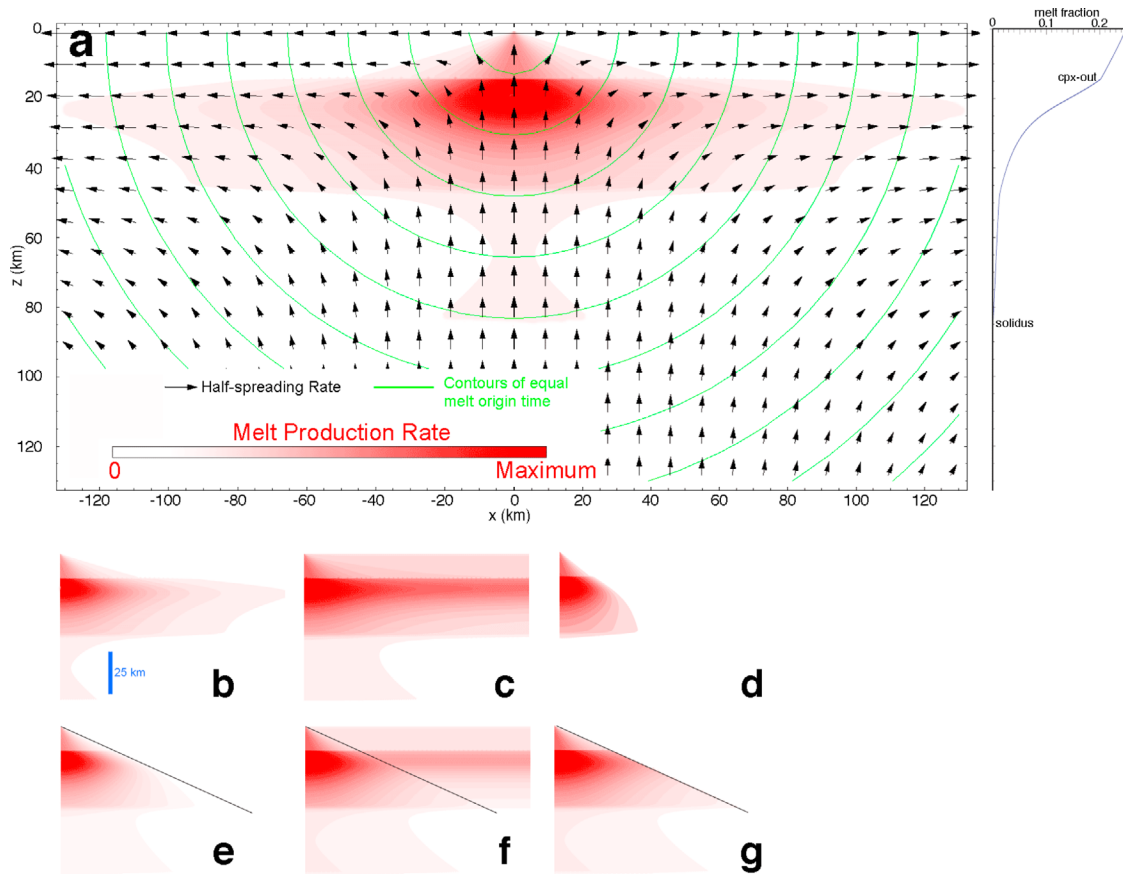 a
0
20
40
60
80
100
120
z (km)
-120 -100 -80 -60 -40 -20 0 20 40 60 80 100 120
x (km)
Half-spreading Rate
Contours of equal
melt origin time
Melt Production Rate
0
Maximum
melt fraction
0 0.1 0.2
cpx-out
solidus
25 km
b
c
d
e
f
g